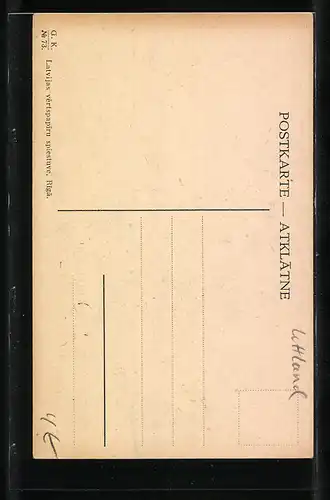 POSTKARTE — ATKLĀTNE
Lettland
G. K.
№ 73. Latvijas vērtspapīru spiestuve, Rīgā.